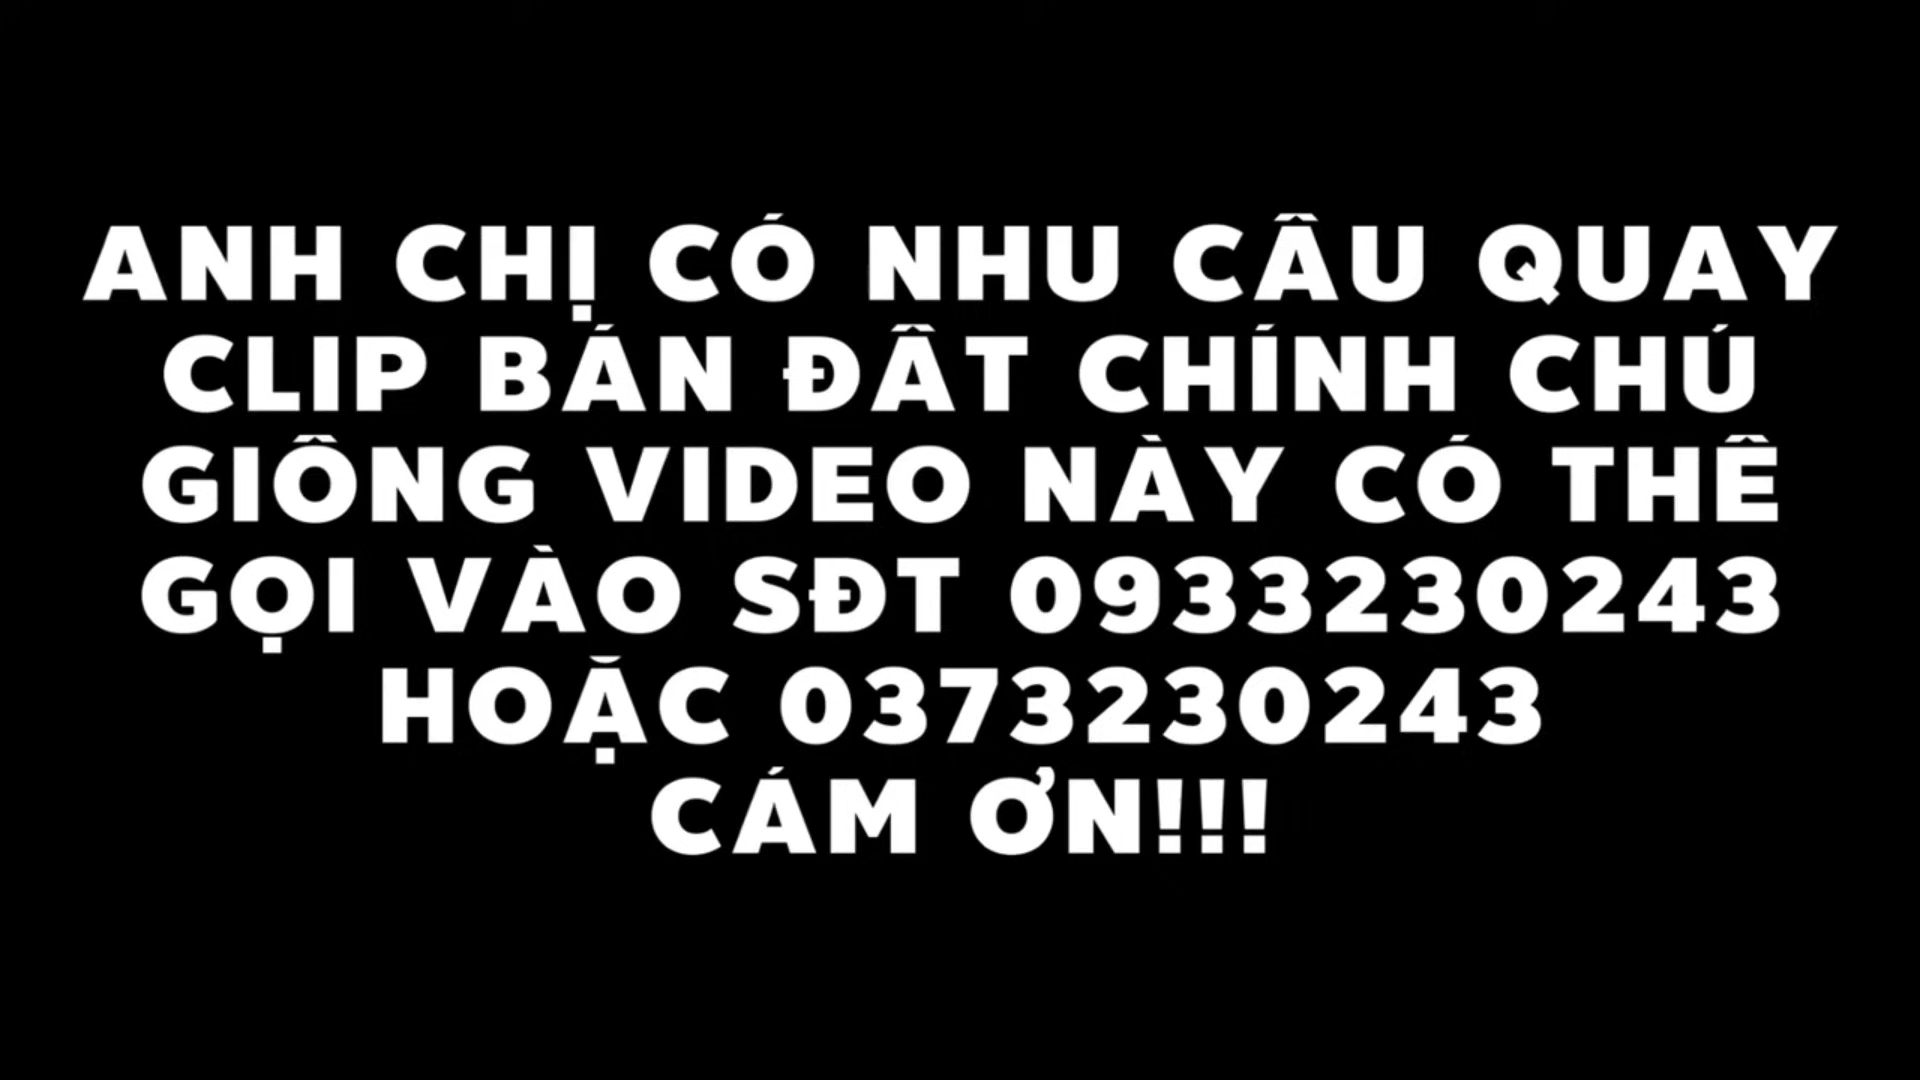 ANH CHỊ CÓ NHU CẦU QUAY
CLIP BÁN ĐẤT CHÍNH CHỦ
GIỐNG VIDEO NÀY CÓ THỂ
GỌI VÀO SĐT 0933230243
HOẶC 0373230243
CÁM ƠN!!!